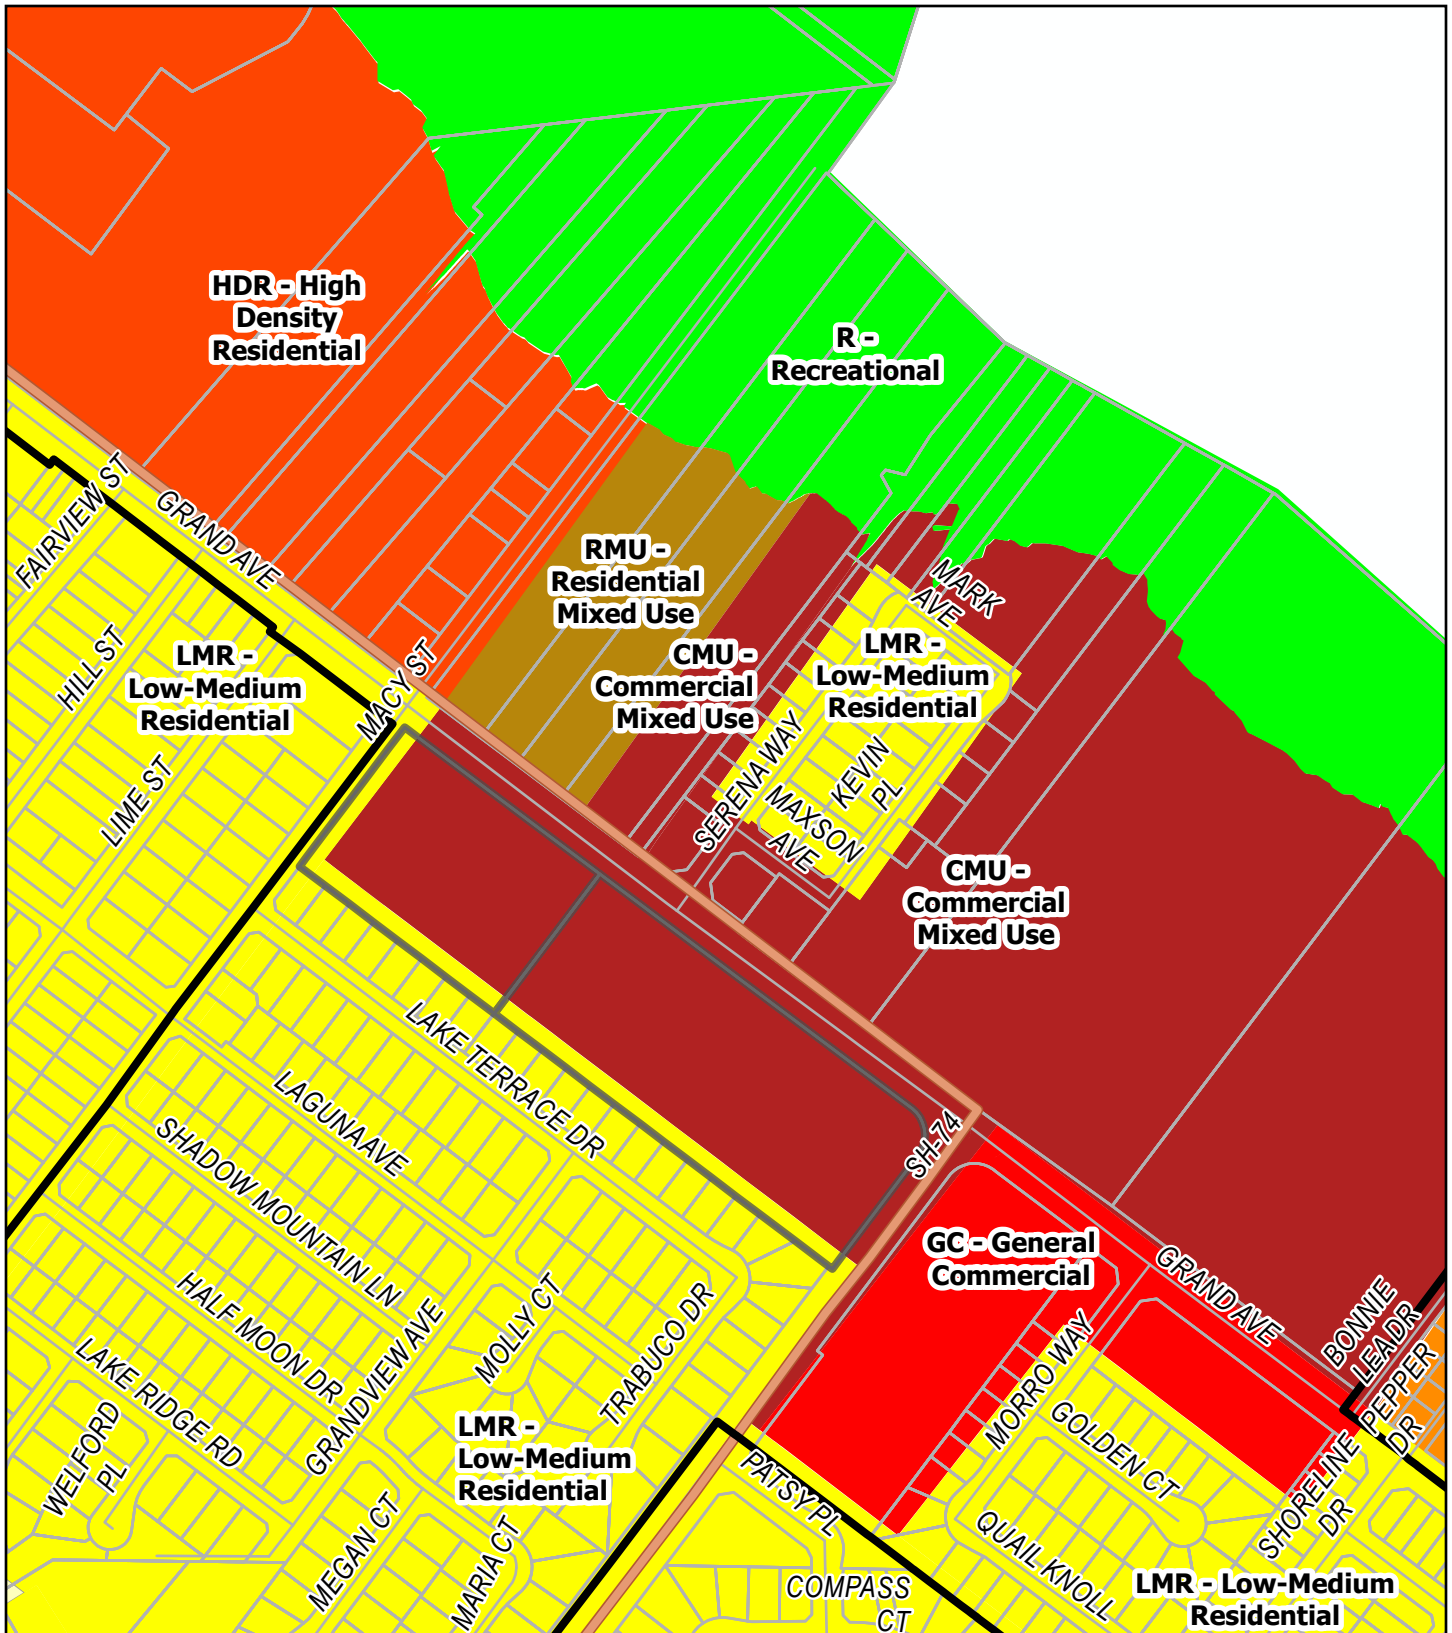 HDR - High
Density
Residential
R -
Recreational
FAIRVIEW ST
GRAND AVE
RMU -
Residential
Mixed Use
MARK
AVE
HILL ST
LMR -
Low-Medium
Residential
MACY ST
CMU -
Commercial
Mixed Use
LMR -
Low-Medium
Residential
LIME ST
SERENA WAY
KEVIN
PL
MAXSON
AVE
CMU -
Commercial
Mixed Use
LAKE TERRACE DR
LAGUNA AVE
SH-74
SHADOW MOUNTAIN LN
GC - General
Commercial
GRAND AVE
HALF MOON DR
MOLLY CT
TRABUCO DR
BONNIE
LEA DR
LAKE RIDGE RD
GRANDVIEW AVE
MORRO WAY
PEPPER
DR
WELFORD
PL
LMR -
Low-Medium
Residential
GOLDEN CT
PATSY PL
SHORELINE
DR
MEGAN CT
MARIA CT
QUAIL KNOLL
COMPASS
CT
LMR - Low-Medium
Residential